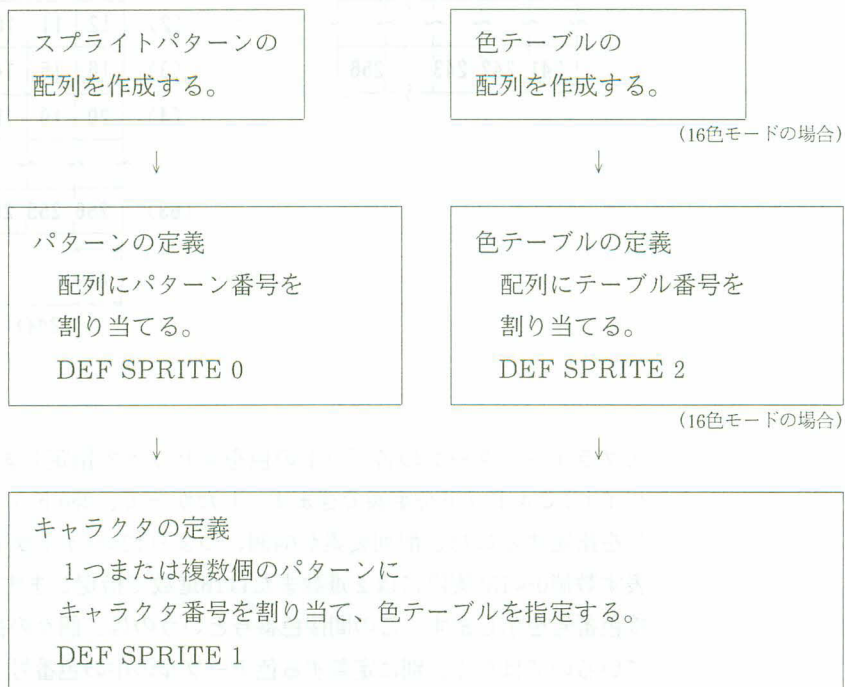 スプライトパターンの
配列を作成する。
色テーブルの
配列を作成する。
(16色モードの場合)
↓
↓
パターンの定義
配列にパターン番号を
割り当てる。
DEF SPRITE 0
色テーブルの定義
配列にテーブル番号を
割り当てる。
DEF SPRITE 2
(16色モードの場合)
↓
↓
キャラクタの定義
1つまたは複数個のパターンに
キャラクタ番号を割り当て、色テーブルを指定する。
DEF SPRITE 1